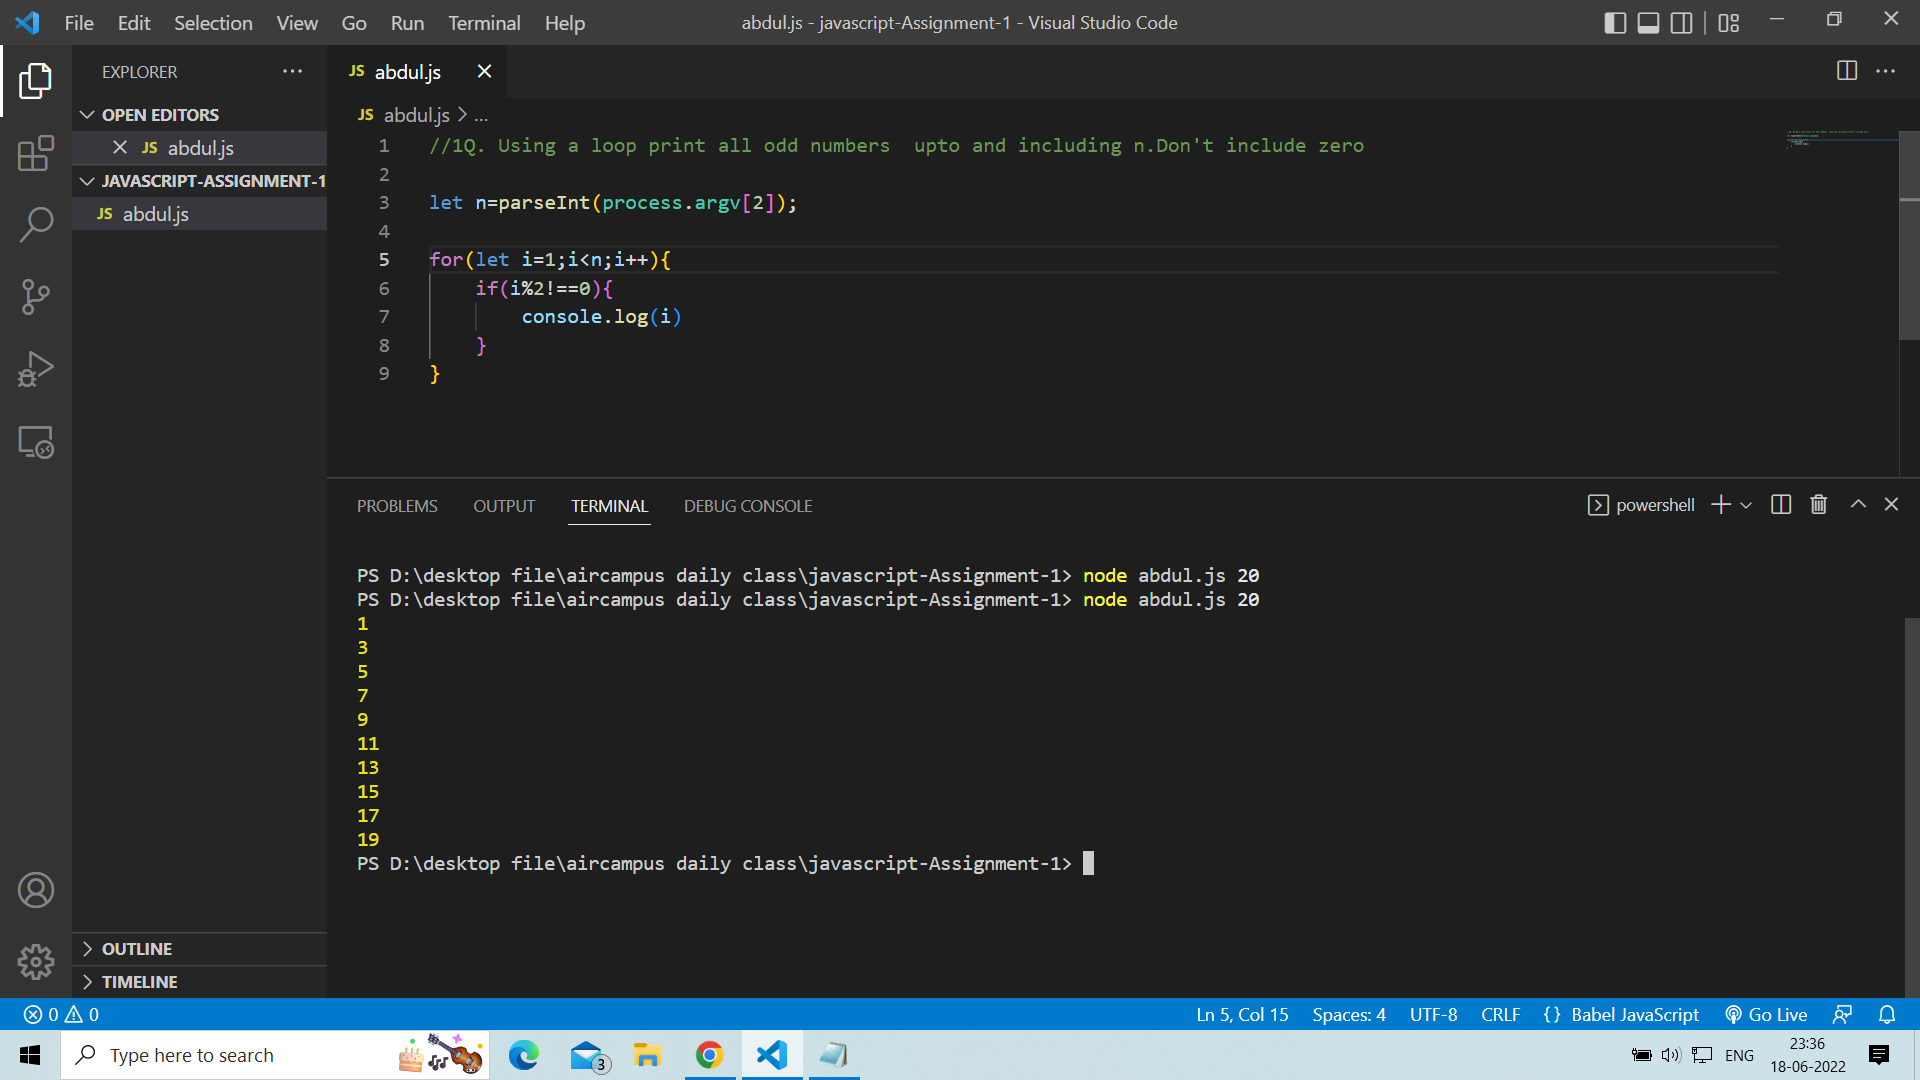 File Edit Selection View Go Run Terminal Help
abdul.js - javascript-Assignment-1 - Visual Studio Code
EXPLORER
JS abdul.js
OPEN EDITORS
JS abdul.js
JAVASCRIPT-ASSIGNMENT-1
JS abdul.js
JS abdul.js > ...
1 //1Q. Using a loop print all odd numbers  upto and including n.Don't include zero
2
3 let n=parseInt(process.argv[2]);
4
5 for(let i=1;i<n;i++){
6 if(i%2!==0){
7 console.log(i)
8 }
9 }
PROBLEMS OUTPUT TERMINAL DEBUG CONSOLE
powershell
PS D:\desktop file\aircampus daily class\javascript-Assignment-1> node abdul.js 20
PS D:\desktop file\aircampus daily class\javascript-Assignment-1> node abdul.js 20
1
3
5
7
9
11
13
15
17
19
PS D:\desktop file\aircampus daily class\javascript-Assignment-1>
OUTLINE
TIMELINE
0 0
Ln 5, Col 15 Spaces: 4 UTF-8 CRLF {} Babel JavaScript Go Live
Type here to search
3
ENG
23:36
18-06-2022